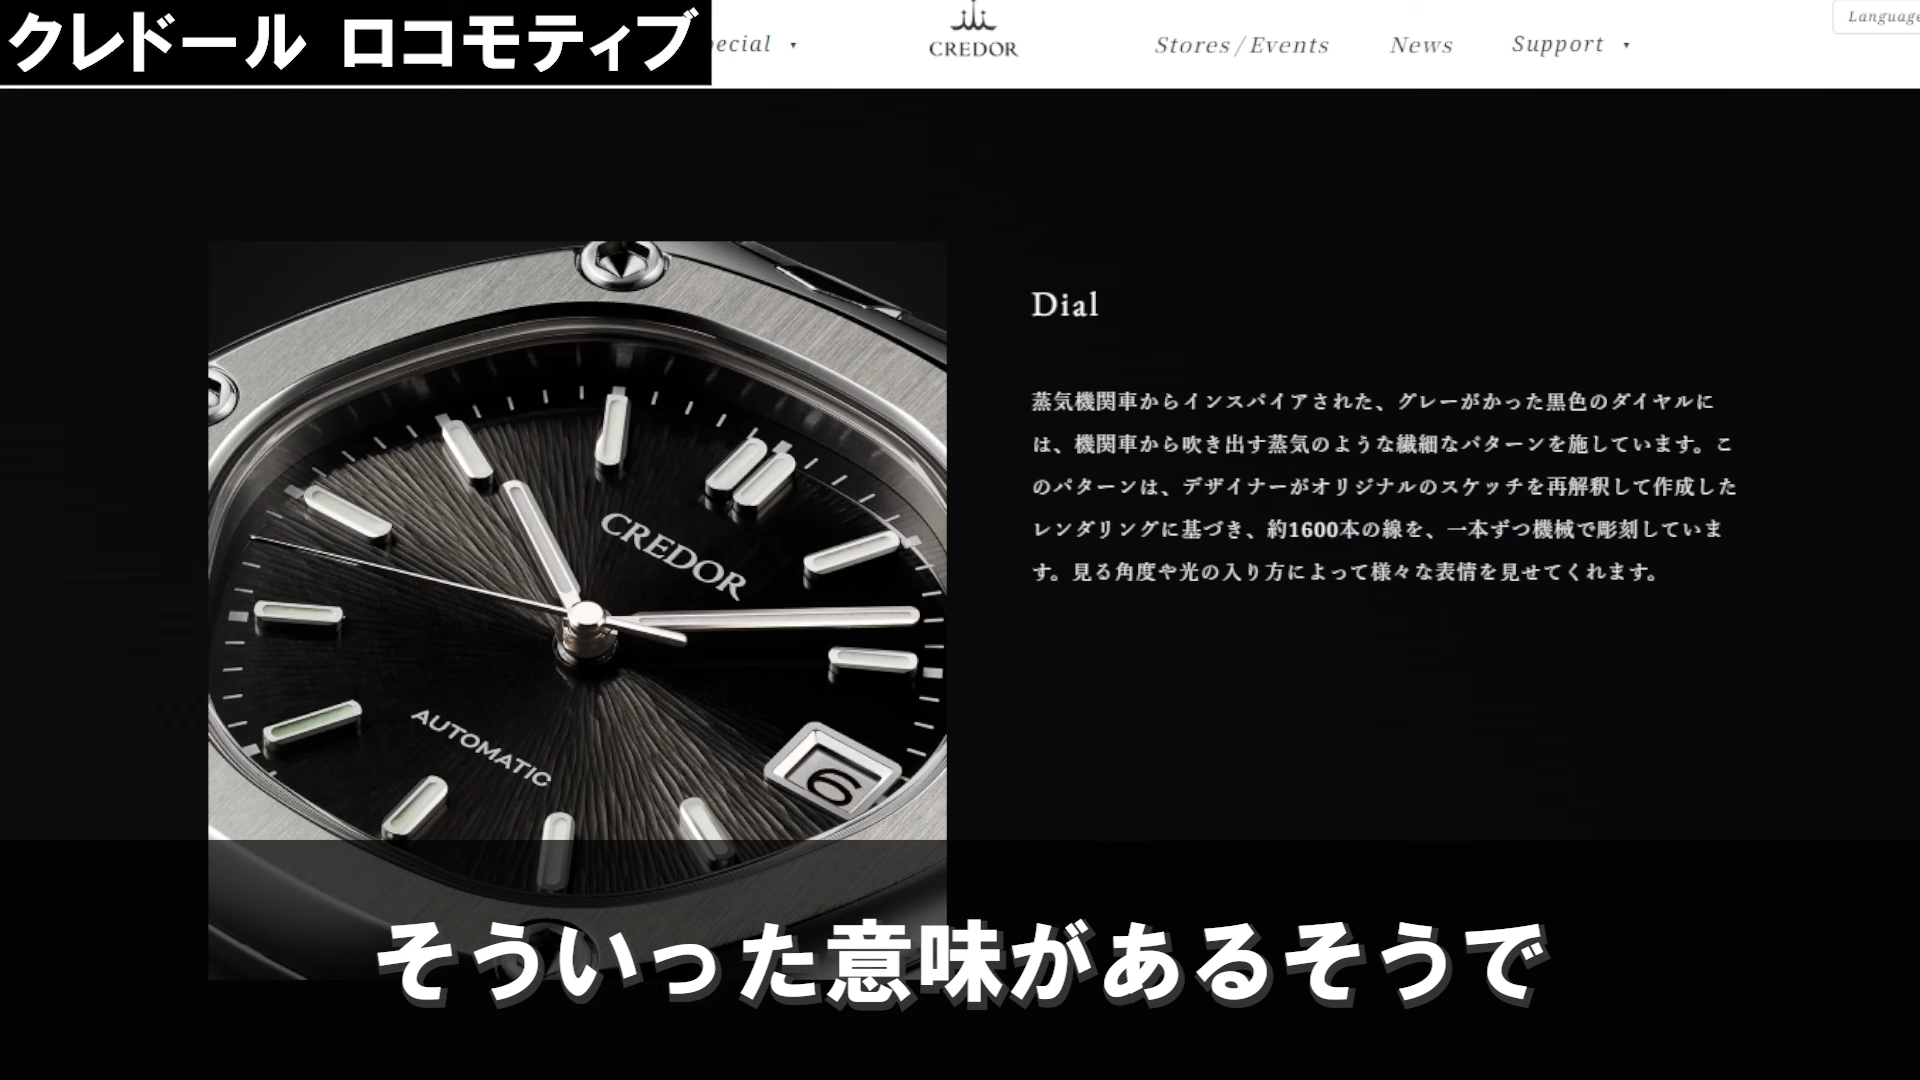 クレドール ロコモティブ
CREDOR
Stores / Events
News
Support
Language
CREDOR
AUTOMATIC
6
Dial
蒸気機関車からインスパイアされた、グレーがかった黒色のダイヤルに
は、機関車から吹き出す蒸気のような繊細なパターンを施しています。こ
のパターンは、デザイナーがオリジナルのスケッチを再解釈して作成した
レンダリングに基づき、約1600本の線を、一本ずつ機械で彫刻していま
す。見る角度や光の入り方によって様々な表情を見せてくれます。
そういった意味があるそうで